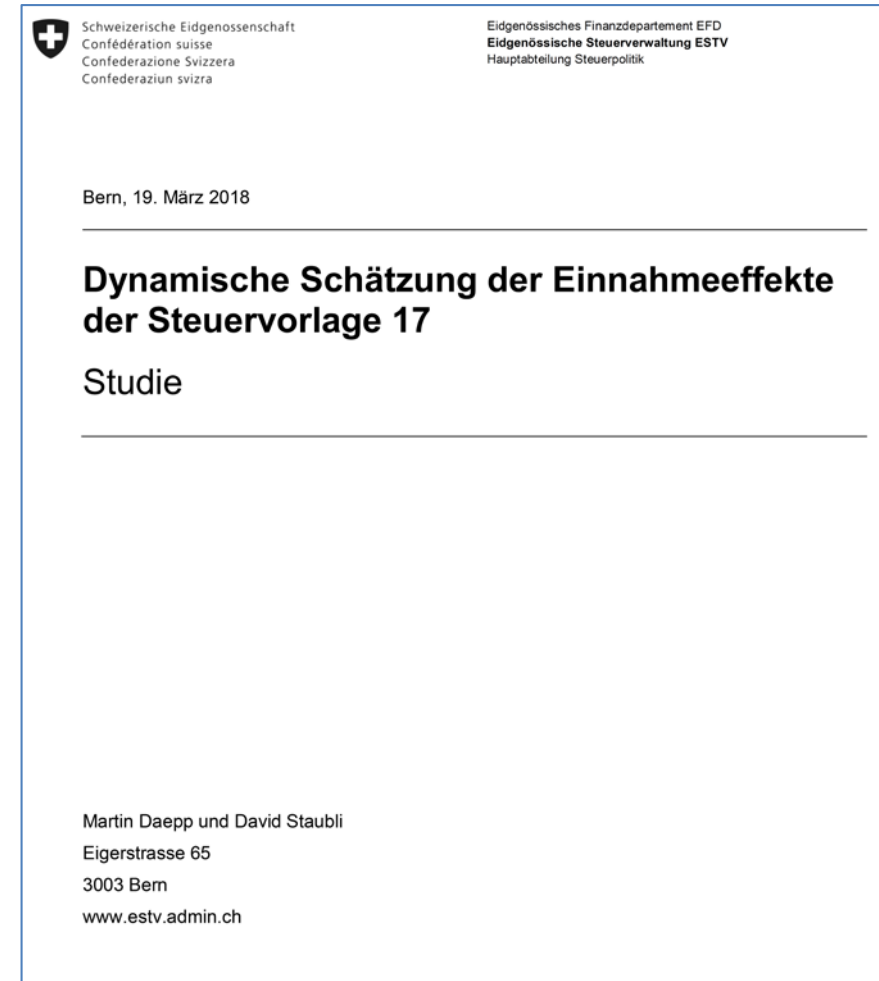 Schweizerische Eidgenossenschaft
Confédération suisse
Confederazione Svizzera
Confederaziun svizra
Eidgenössisches Finanzdepartement EFD
Eidgenössische Steuerverwaltung ESTV
Hauptabteilung Steuerpolitik
Bern, 19. März 2018
Dynamische Schätzung der Einnahmeeffekte
der Steuervorlage 17
Studie
Martin Daepp und David Staubli
Eigerstrasse 65
3003 Bern
www.estv.admin.ch